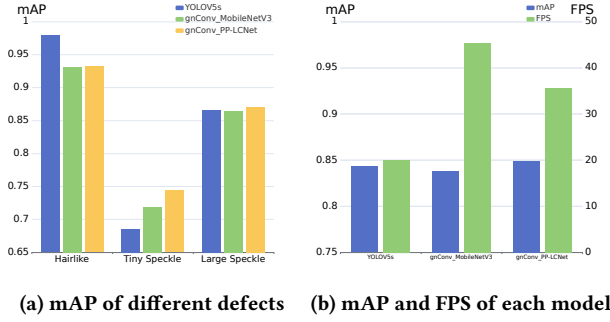 mAP
YOLOV5s
gnConv_MobileNetV3
gnConv_PP-LCNet
1
0.95
0.9
0.85
0.8
0.75
0.7
0.65
Hairlike Tiny Speckle Large Speckle
(a) mAP of different defects
mAP FPS
mAP
FPS
1 50
0.95 40
0.9 30
0.85 20
0.8 10
0.75 0
YOLOV5s gnConv_MobileNetV3 gnConv_PP-LCNet
(b) mAP and FPS of each model